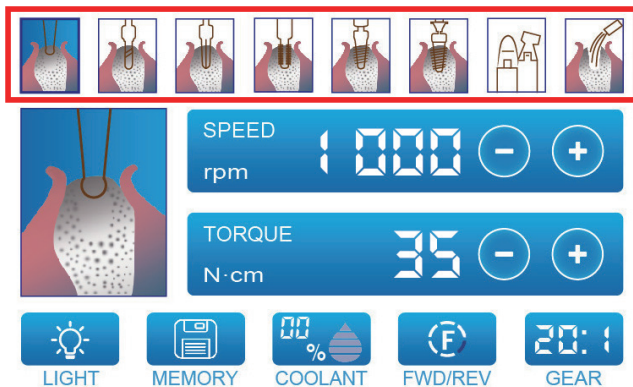 SPEED
rpm
1000
- +
TORQUE
N·cm
35
- +
00
%
F
20:1
LIGHT MEMORY COOLANT FWD/REV GEAR